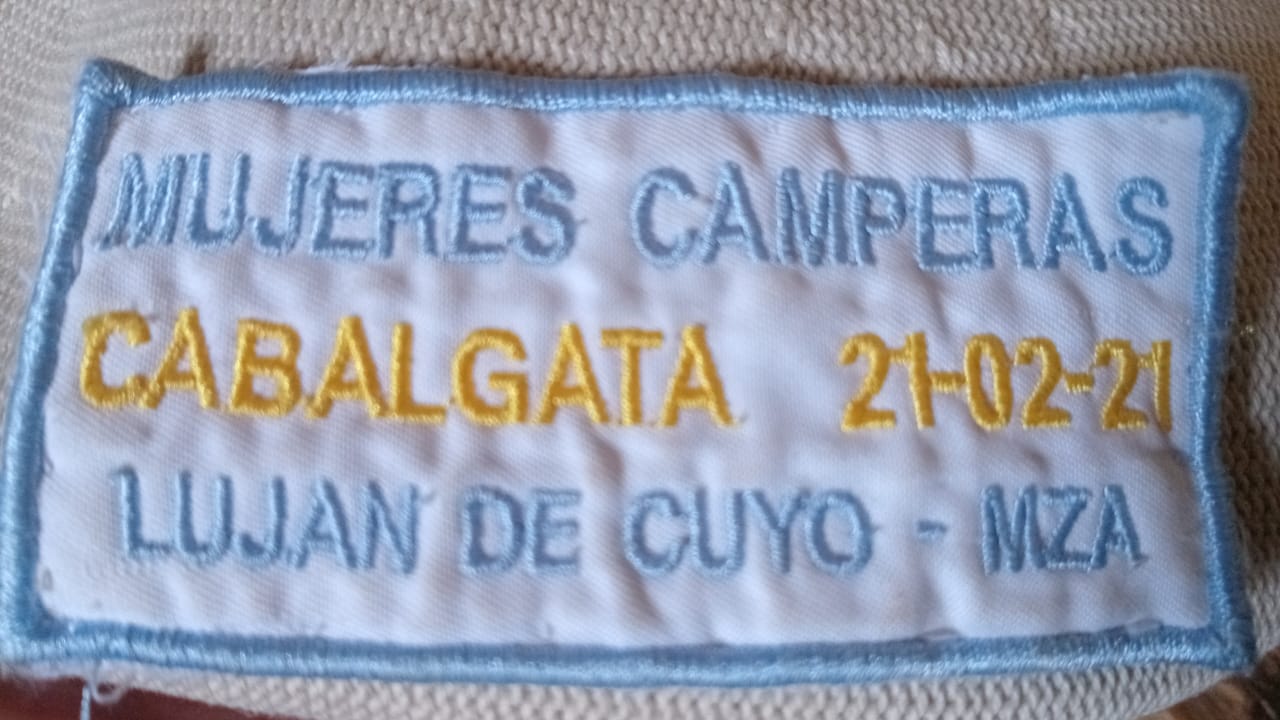 MUJERES CAMPERAS
CABALGATA 21-02-21
LUJAN DE CUYO - MZA